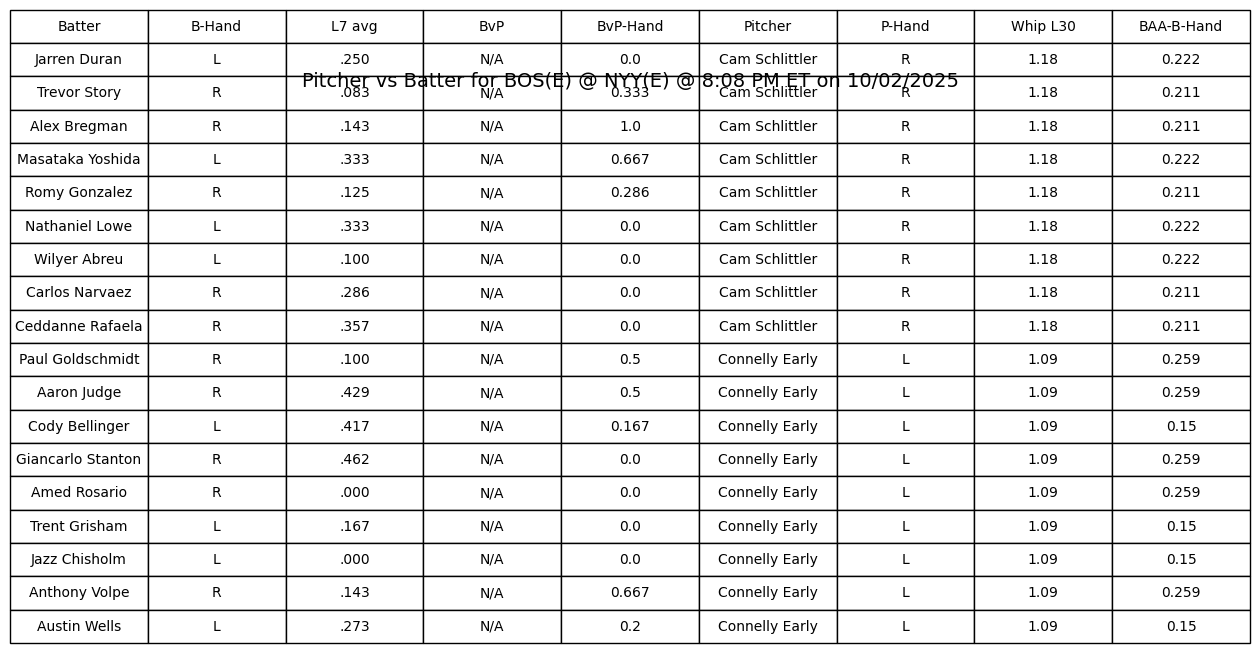 Batter B-Hand L7 avg BvP BvP-Hand Pitcher P-Hand Whip L30 BAA-B-Hand
Jarren Duran L .250 N/A 0.0 Cam Schlittler R 1.18 0.222
Pitcher vs Batter for BOS(E) @ NYY(E) @ 8:08 PM ET on 10/02/2025
Trevor Story R .083 N/A 0.333 Cam Schlittler R 1.18 0.211
Alex Bregman R .143 N/A 1.0 Cam Schlittler R 1.18 0.211
Masataka Yoshida L .333 N/A 0.667 Cam Schlittler R 1.18 0.222
Romy Gonzalez R .125 N/A 0.286 Cam Schlittler R 1.18 0.211
Nathaniel Lowe L .333 N/A 0.0 Cam Schlittler R 1.18 0.222
Wilyer Abreu L .100 N/A 0.0 Cam Schlittler R 1.18 0.222
Carlos Narvaez R .286 N/A 0.0 Cam Schlittler R 1.18 0.211
Ceddanne Rafaela R .357 N/A 0.0 Cam Schlittler R 1.18 0.211
Paul Goldschmidt R .100 N/A 0.5 Connelly Early L 1.09 0.259
Aaron Judge R .429 N/A 0.5 Connelly Early L 1.09 0.259
Cody Bellinger L .417 N/A 0.167 Connelly Early L 1.09 0.15
Giancarlo Stanton R .462 N/A 0.0 Connelly Early L 1.09 0.259
Amed Rosario R .000 N/A 0.0 Connelly Early L 1.09 0.259
Trent Grisham L .167 N/A 0.0 Connelly Early L 1.09 0.15
Jazz Chisholm L .000 N/A 0.0 Connelly Early L 1.09 0.15
Anthony Volpe R .143 N/A 0.667 Connelly Early L 1.09 0.259
Austin Wells L .273 N/A 0.2 Connelly Early L 1.09 0.15